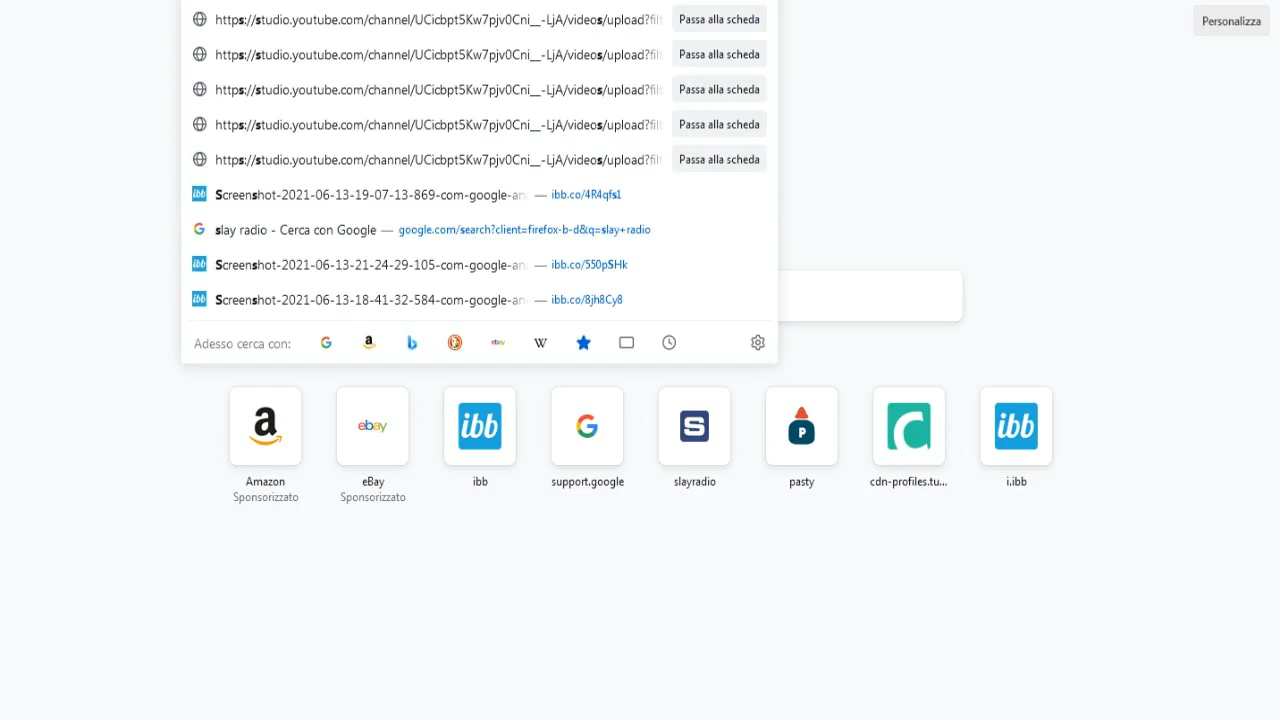 Personalizza
https://studio.youtube.com/channel/UCicbpt5Kw7pjv0Cni__-LjA/videos/upload?filt Passa alla scheda
https://studio.youtube.com/channel/UCicbpt5Kw7pjv0Cni__-LjA/videos/upload?filt Passa alla scheda
https://studio.youtube.com/channel/UCicbpt5Kw7pjv0Cni__-LjA/videos/upload?filt Passa alla scheda
https://studio.youtube.com/channel/UCicbpt5Kw7pjv0Cni__-LjA/videos/upload?filt Passa alla scheda
https://studio.youtube.com/channel/UCicbpt5Kw7pjv0Cni__-LjA/videos/upload?filt Passa alla scheda
ibb Screenshot-2021-06-13-19-07-13-869-com-google-an — ibb.co/4R4qfs1
G slay radio - Cerca con Google — google.com/search?client=firefox-b-d&q=slay+radio
ibb Screenshot-2021-06-13-21-24-29-105-com-google-an — ibb.co/550pSHk
ibb Screenshot-2021-06-13-18-41-32-584-com-google-an — ibb.co/8jh8Cy8
Adesso cerca con: G a b ebay W
a ebay ibb G S P C ibb
Amazon eBay ibb support.google slayradio pasty cdn-profiles.tu... i.ibb
Sponsorizzato Sponsorizzato